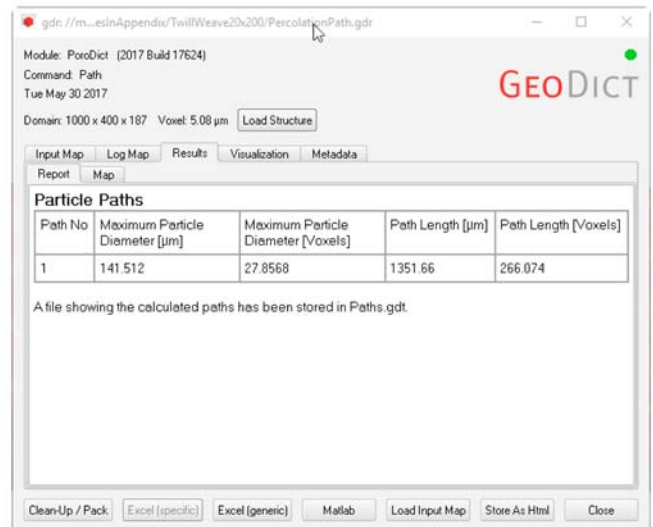 gdr: //m...esInAppendix/TwillWeave20x200/PercolationPath.gdr
Module: PoroDict (2017 Build 17624)
Command: Path
Tue May 30 2017
GEODICT
Domain: 1000 x 400 x 187 Voxel: 5.08 µm Load Structure
Input Map Log Map Results Visualization Metadata
Report Map
Particle Paths
Path No Maximum Particle Diameter [µm] Maximum Particle Diameter [Voxels] Path Length [µm] Path Length [Voxels]
1 141.512 27.8568 1351.66 266.074
A file showing the calculated paths has been stored in Paths.gdt.
Clean-Up / Pack Excel (specific) Excel (generic) Matlab Load Input Map Store As Html Close